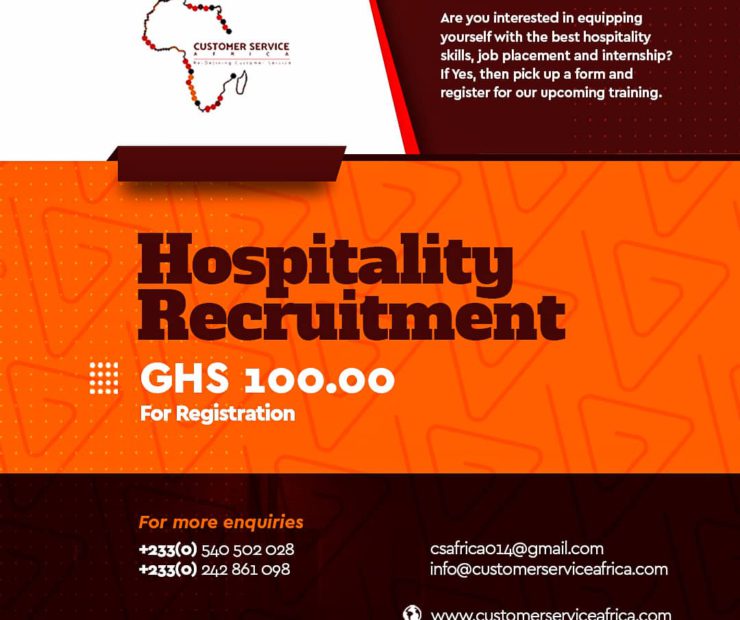 CUSTOMER SERVICE
AFRICA
Re-Defining Customer Service
Are you interested in equipping
yourself with the best hospitality
skills, job placement and internship?
If Yes, then pick up a form and
register for our upcoming training.
Hospitality
Recruitment
GHS 100.00
For Registration
For more enquiries
+233(0) 540 502 028
+233(0) 242 861 098
csafrica014@gmail.com
info@customerserviceafrica.com
www.customerserviceafrica.com